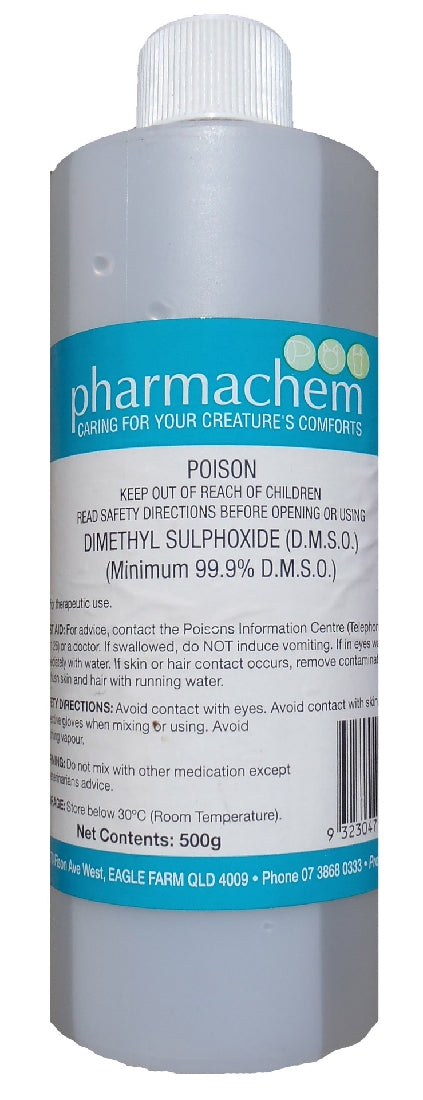 PCH
pharmachem
CARING FOR YOUR CREATURE'S COMFORTS
POISON
KEEP OUT OF REACH OF CHILDREN
READ SAFETY DIRECTIONS BEFORE OPENING OR USING
DIMETHYL SULPHOXIDE (D.M.S.O.)
(Minimum 99.9% D.M.S.O.)
For therapeutic use.
AID: For advice, contact the Poisons Information Centre
or a doctor. If swallowed, do NOT induce vomiting. If in eyes
with water. If skin or hair contact occurs, remove
skin and hair with running water.
DIRECTIONS: Avoid contact with eyes. Avoid contact with skin
gloves when mixing or using. Avoid
vapour.
Do not mix with other medication except
advice.
Store below 30°C (Room Temperature).
Net Contents: 500g
9 323047
Ave West, EAGLE FARM QLD 4009 • Phone 07 3868 0333 •